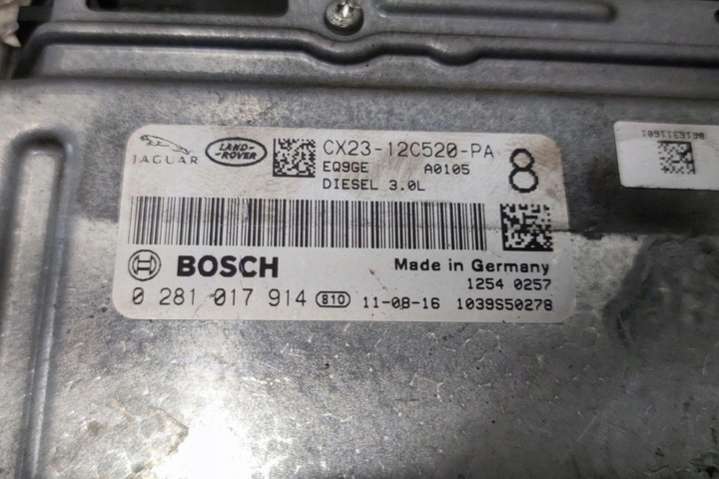 JAGUAR
LAND-
ROVER
CX23-12C520-PA
EQ9GE A0105
DIESEL 3.0L
8
BOSCH
Made in Germany
1254 0257
0 281 017 914 810 11-08-16 1039S50278